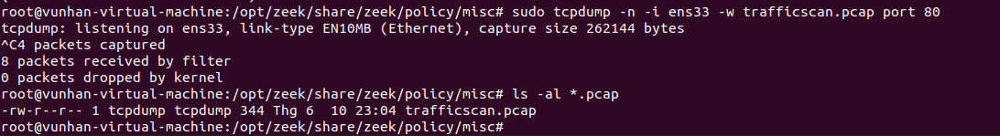 root@vunhan-virtual-machine:/opt/zeek/share/zeek/policy/misc# sudo tcpdump -n -i ens33 -w trafficscan.pcap port 80
tcpdump: listening on ens33, link-type EN10MB (Ethernet), capture size 262144 bytes
^C4 packets captured
8 packets received by filter
0 packets dropped by kernel
root@vunhan-virtual-machine:/opt/zeek/share/zeek/policy/misc# ls -al *.pcap
-rw-r--r-- 1 tcpdump tcpdump 344 Thg 6  10 23:04 trafficscan.pcap
root@vunhan-virtual-machine:/opt/zeek/share/zeek/policy/misc#